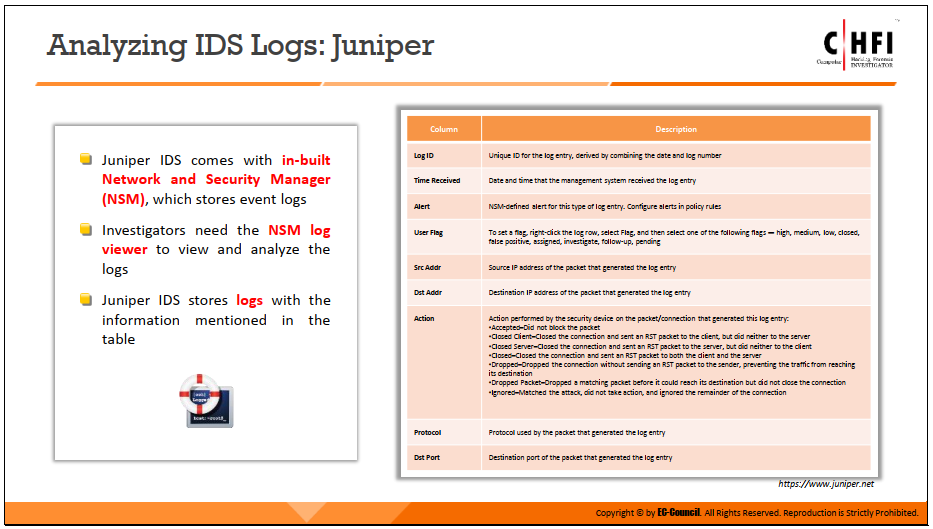 Analyzing IDS Logs: Juniper
C HFI
Computer Hacking Forensic
INVESTIGATOR
Juniper IDS comes with in-built
Network and Security Manager
(NSM), which stores event logs
Investigators need the NSM log
viewer to view and analyze the
logs
Juniper IDS stores logs with the
information mentioned in the
table
Column Description
Log ID Unique ID for the log entry, derived by combining the date and log number
Time Received Date and time that the management system received the log entry
Alert NSM-defined alert for this type of log entry. Configure alerts in policy rules
User Flag To set a flag, right-click the log row, select Flag, and then select one of the following flags — high, medium, low, closed,
false positive, assigned, investigate, follow-up, pending
Src Addr Source IP address of the packet that generated the log entry
Dst Addr Destination IP address of the packet that generated the log entry
Action Action performed by the security device on the packet/connection that generated this log entry:
•Accepted–Did not block the packet
•Closed Client–Closed the connection and sent an RST packet to the client, but did neither to the server
•Closed Server–Closed the connection and sent an RST packet to the server, but did neither to the client
•Closed–Closed the connection and sent an RST packet to both the client and the server
•Dropped–Dropped the connection without sending an RST packet to the sender, preventing the traffic from reaching
its destination
•Dropped Packet–Dropped a matching packet before it could reach its destination but did not close the connection
•Ignored–Matched the attack, did not take action, and ignored the remainder of the connection
Protocol Protocol used by the packet that generated the log entry
Dst Port Destination port of the packet that generated the log entry
https://www.juniper.net
Copyright © by EC-Council. All Rights Reserved. Reproduction is Strictly Prohibited.